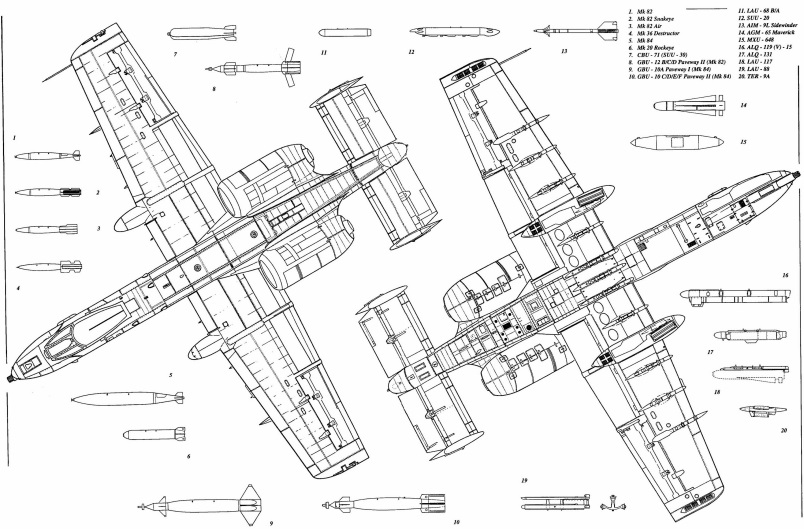 1. Mk 82
2. Mk 82 Snakeye
3. Mk 82 Air
4. Mk 36 Destructor
5. Mk 84
6. Mk 20 Rockeye
7. CBU - 71 (SUU - 30)
8. GBU - 12 B/C/D Paveway II (Mk 82)
9. GBU - 10A Paveway I (Mk 84)
10. GBU - 10 C/D/E/F Paveway II (Mk 84)
11. LAU - 68 B/A
12. SUU - 20
13. AIM - 9L Sidewinder
14. AGM - 65 Maverick
15. MXU - 648
16. ALQ - 119 (V) - 15
17. ALQ - 131
18. LAU - 117
19. LAU - 88
20. TER - 9A
7
8
11
12
13
14
15
1
2
3
4
5
6
9
10
19
16
17
18
20